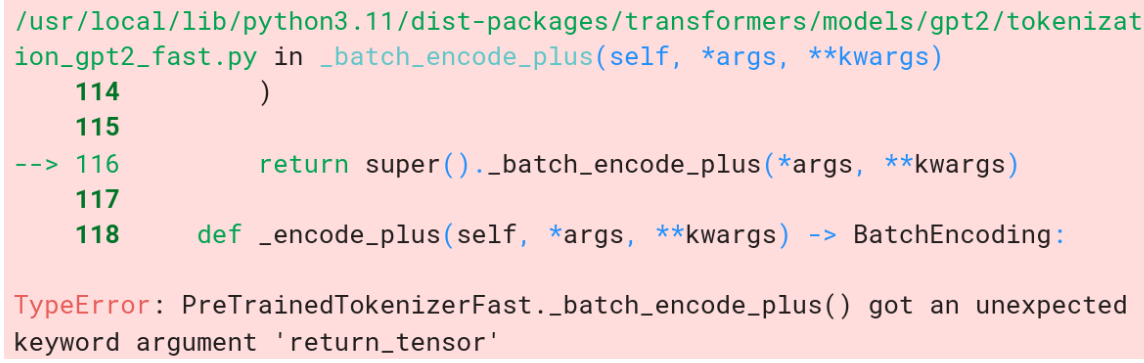 /usr/local/lib/python3.11/dist-packages/transformers/models/gpt2/tokenizat
ion_gpt2_fast.py in _batch_encode_plus(self, *args, **kwargs)
    114         )
    115
--> 116         return super()._batch_encode_plus(*args, **kwargs)
    117
    118     def _encode_plus(self, *args, **kwargs) -> BatchEncoding:

TypeError: PreTrainedTokenizerFast._batch_encode_plus() got an unexpected
keyword argument 'return_tensor'